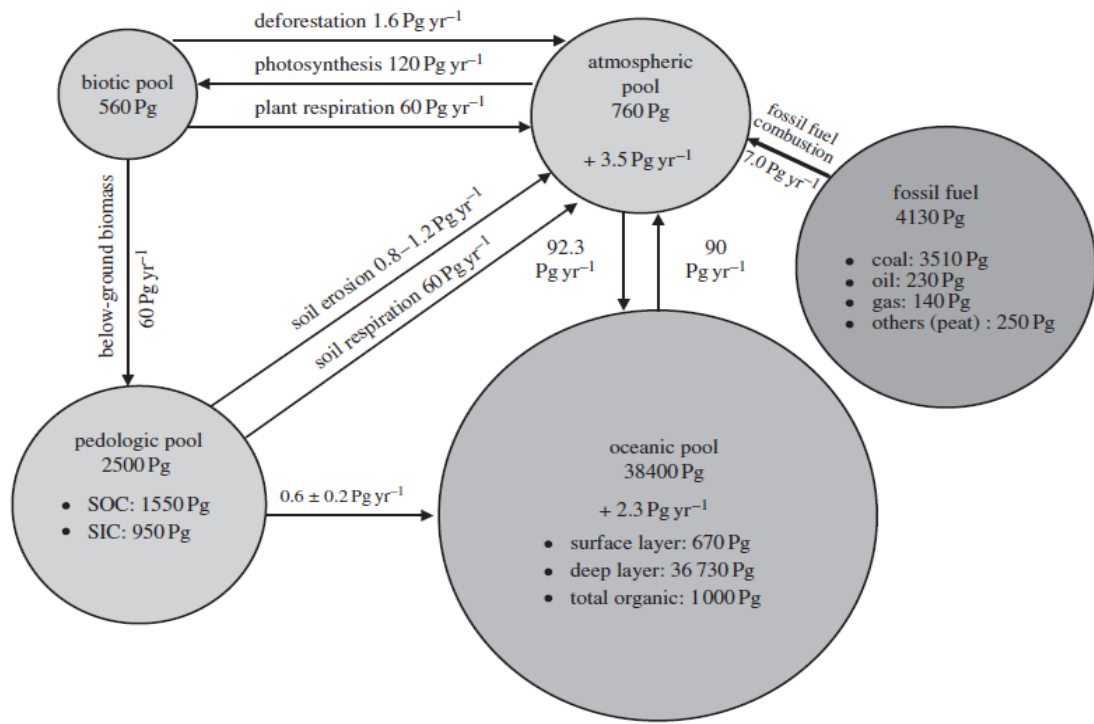 deforestation 1.6 Pg yr⁻¹
photosynthesis 120 Pg yr⁻¹
plant respiration 60 Pg yr⁻¹
biotic pool
560 Pg
atmospheric
pool
760 Pg
+ 3.5 Pg yr⁻¹
fossil fuel
combustion
7.0 Pg yr⁻¹
fossil fuel
4130 Pg
• coal: 3510 Pg
• oil: 230 Pg
• gas: 140 Pg
• others (peat) : 250 Pg
below-ground biomass
60 Pg yr⁻¹
soil erosion 0.8–1.2 Pg yr⁻¹
soil respiration 60 Pg yr⁻¹
92.3
Pg yr⁻¹
90
Pg yr⁻¹
pedologic pool
2500 Pg
• SOC: 1550 Pg
• SIC: 950 Pg
0.6 ± 0.2 Pg yr⁻¹
oceanic pool
38400 Pg
+ 2.3 Pg yr⁻¹
• surface layer: 670 Pg
• deep layer: 36 730 Pg
• total organic: 1000 Pg